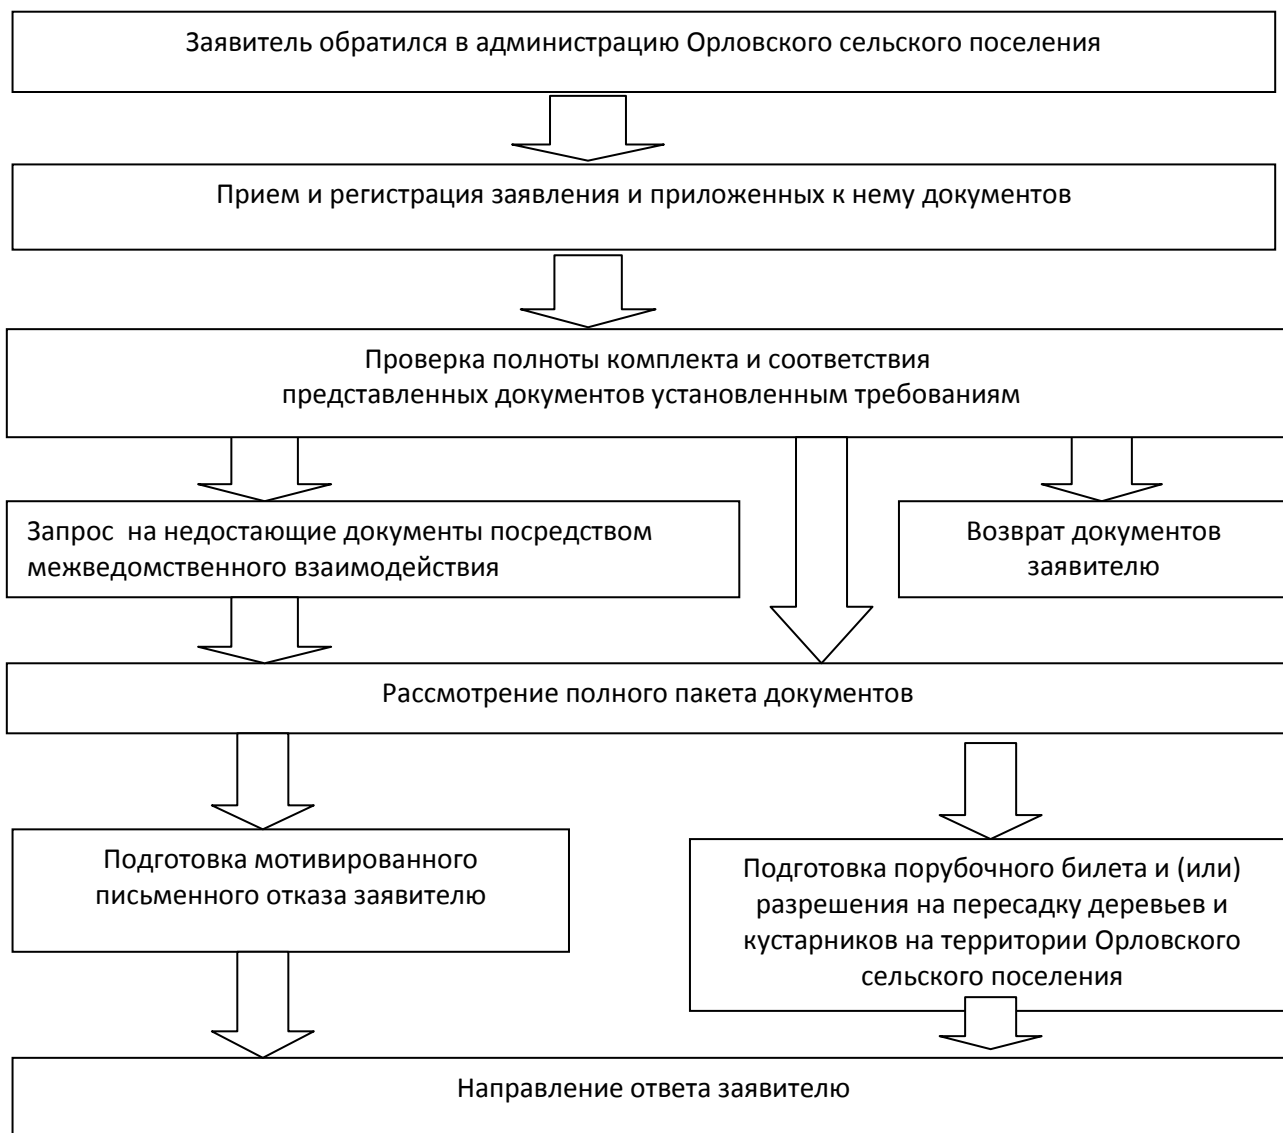 Заявитель обратился в администрацию Орловского сельского поселения
Прием и регистрация заявления и приложенных к нему документов
Проверка полноты комплекта и соответствия
представленных документов установленным требованиям
Запрос  на недостающие документы посредством
межведомственного взаимодействия
Возврат документов
заявителю
Рассмотрение полного пакета документов
Подготовка мотивированного
письменного отказа заявителю
Подготовка порубочного билета и (или)
разрешения на пересадку деревьев и
кустарников на территории Орловского
сельского поселения
Направление ответа заявителю